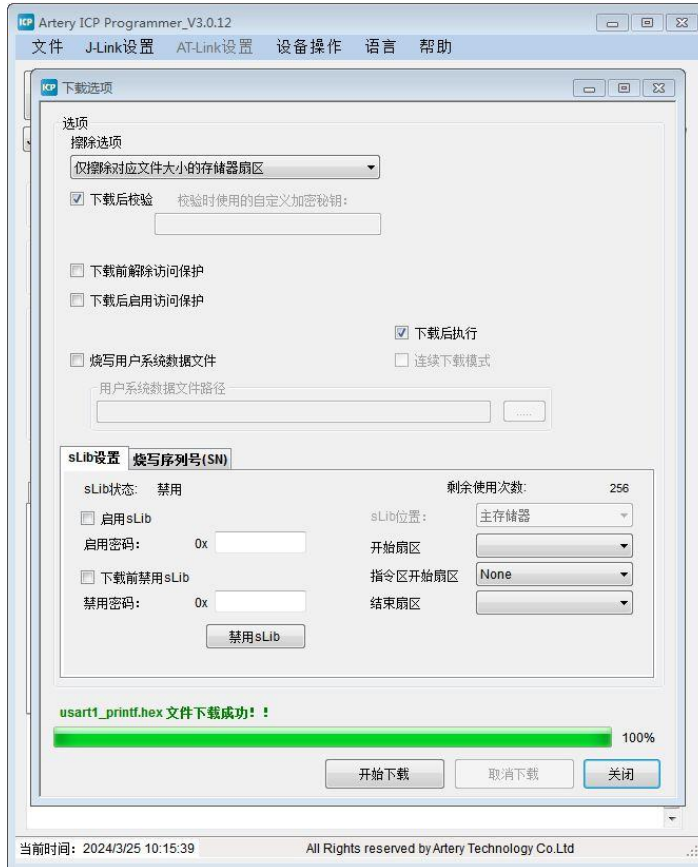 ICP Artery ICP Programmer_V3.0.12
文件 J-Link设置 AT-Link设置 设备操作 语言 帮助
ICP 下载选项
选项
擦除选项
仅擦除对应文件大小的存储器扇区
下载后校验 校验时使用的自定义加密秘钥:
下载前解除访问保护
下载后启用访问保护
下载后执行
烧写用户系统数据文件 连续下载模式
用户系统数据文件路径
.....
sLib设置 烧写序列号(SN)
sLib状态: 禁用 剩余使用次数: 256
启用sLib sLib位置: 主存储器
启用密码: 0x 开始扇区
下载前禁用sLib 指令区开始扇区 None
禁用密码: 0x 结束扇区
禁用sLib
usart1_printf.hex 文件下载成功!!
100%
开始下载 取消下载 关闭
当前时间: 2024/3/25 10:15:39 All Rights reserved by Artery Technology Co.Ltd